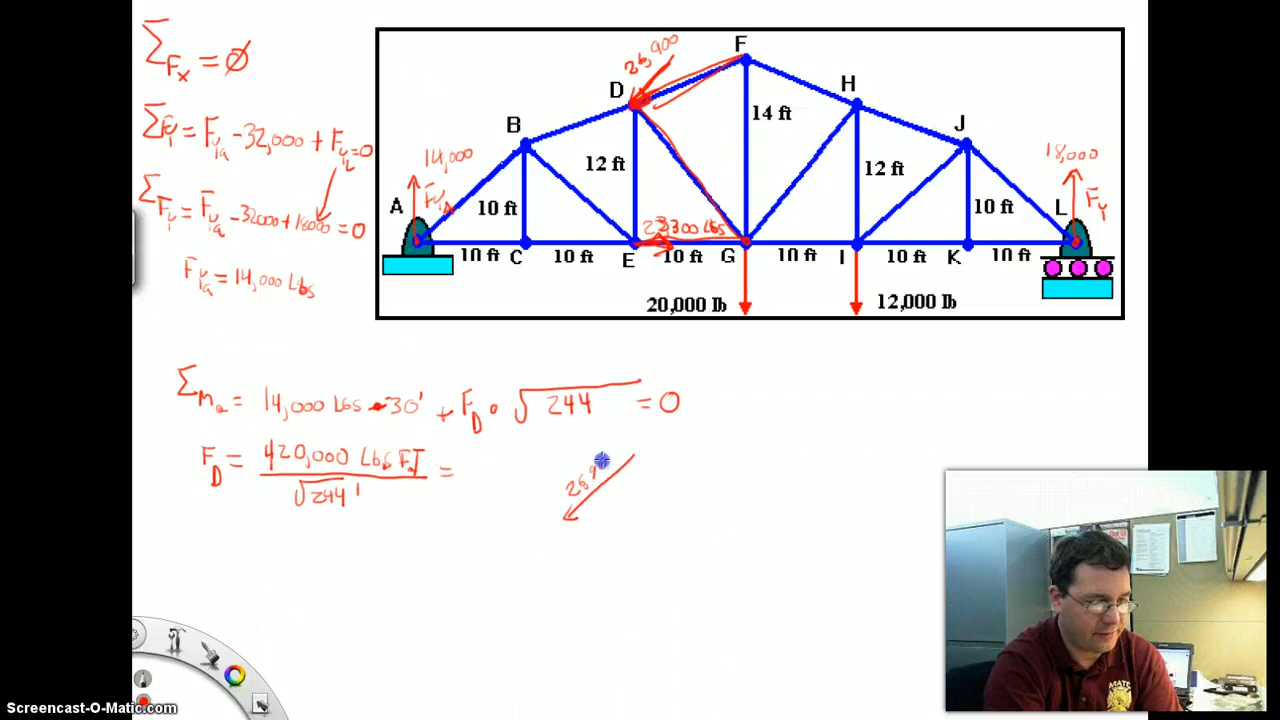 ΣFx = Ø
ΣFy = Fya - 32,000 + Fyl = 0
ΣFy = Fya - 32000 + 18000 = 0
Fya = 14,000 Lbs
14,000
FyA
26,900
23,300 Lbs
18,000
Fy
A
B
C
D
E
F
G
H
I
J
K
L
10 ft
12 ft
14 ft
12 ft
10 ft
10 ft
10 ft
10 ft
10 ft
10 ft
10 ft
20,000 lb
12,000 lb
14,000 Lbs • 30' + FD • √244 = 0
FD = 420,000 Lbs FT =
√244 '
MATC
Screencast-O-Matic.com